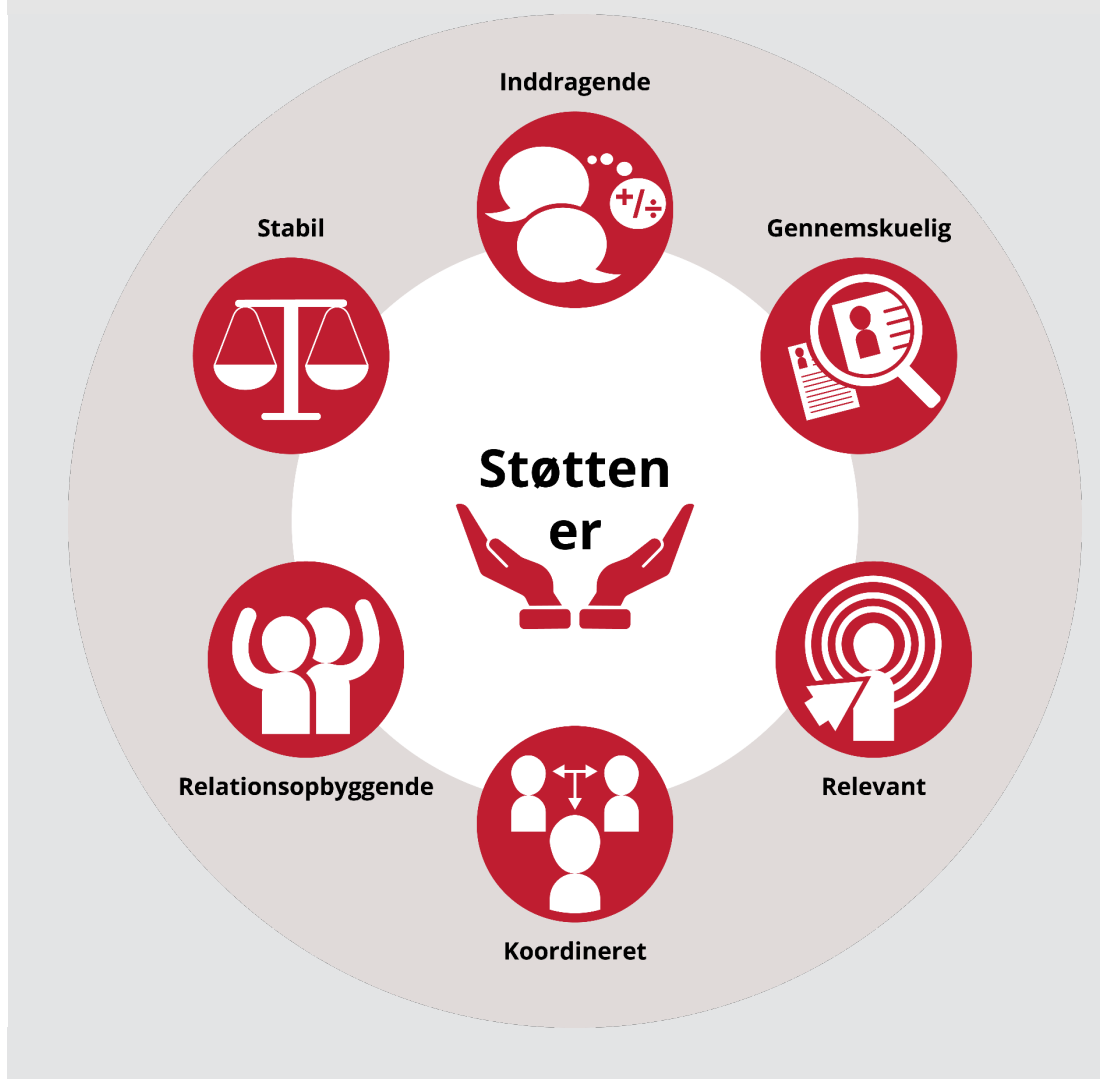 Inddragende
Stabil
Gennemskuelig
+/÷
Støtten
er
Relationsopbyggende
Relevant
Koordineret